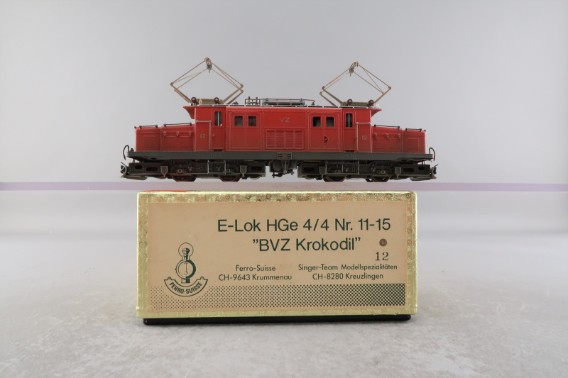 E-Lok HGe 4/4 Nr. 11-15
"BVZ Krokodil"
12
Ferro-Suisse Singer-Team Modellspezialitäten
CH-9643 Krummenau CH-8280 Kreuzlingen
FERRO-SUISSE